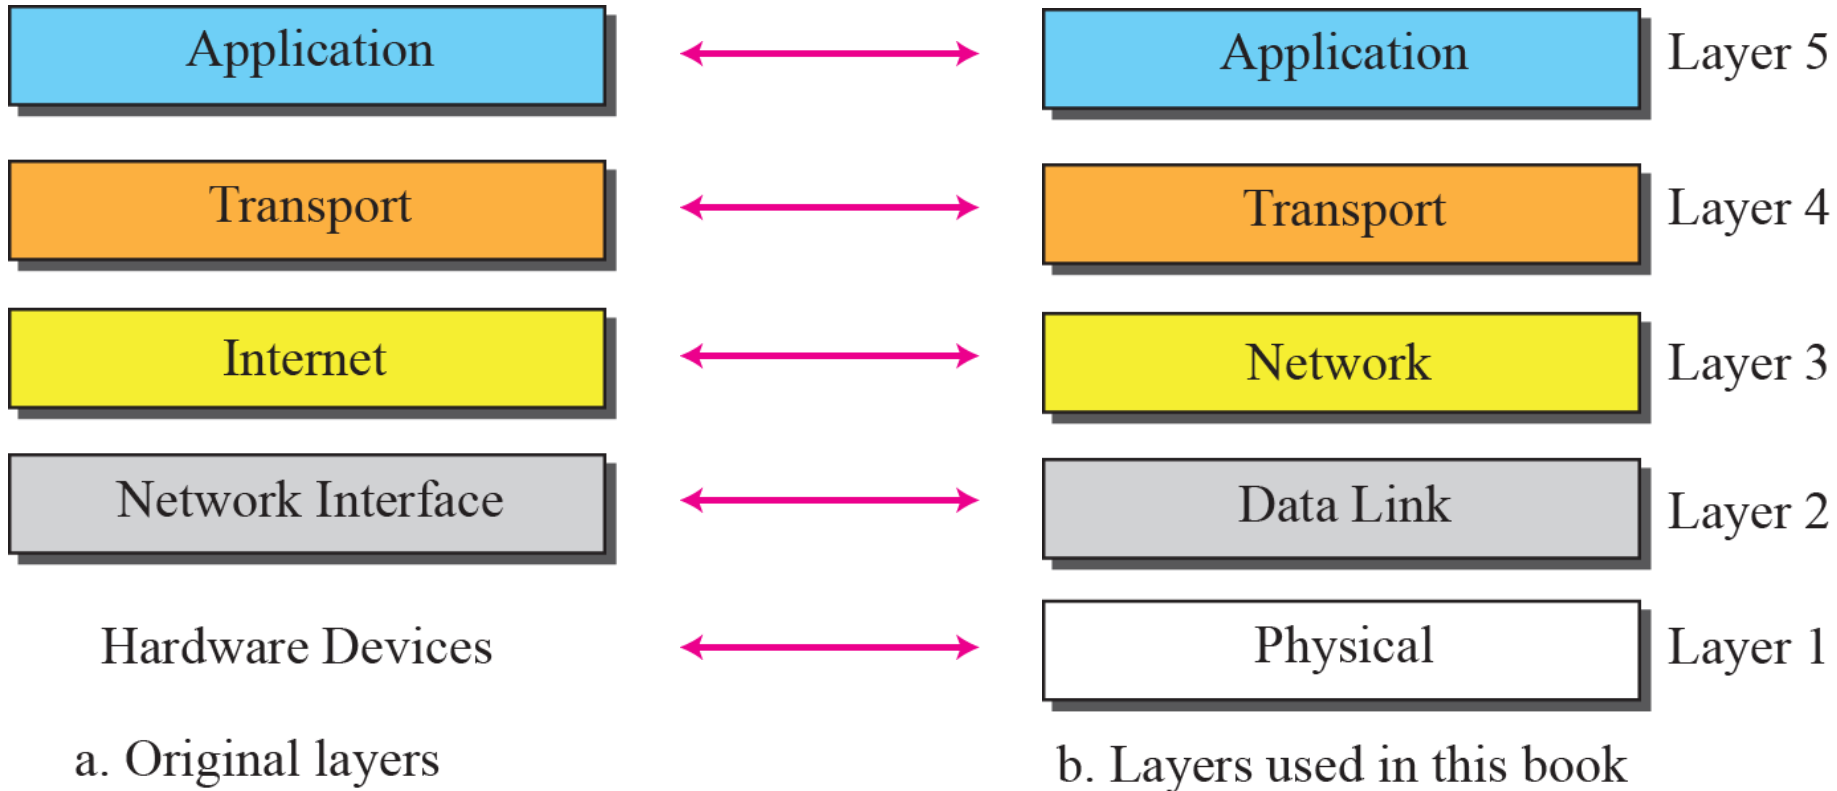 Application
Application
Layer 5
Transport
Transport
Layer 4
Internet
Network
Layer 3
Network Interface
Data Link
Layer 2
Hardware Devices
Physical
Layer 1
a. Original layers
b. Layers used in this book